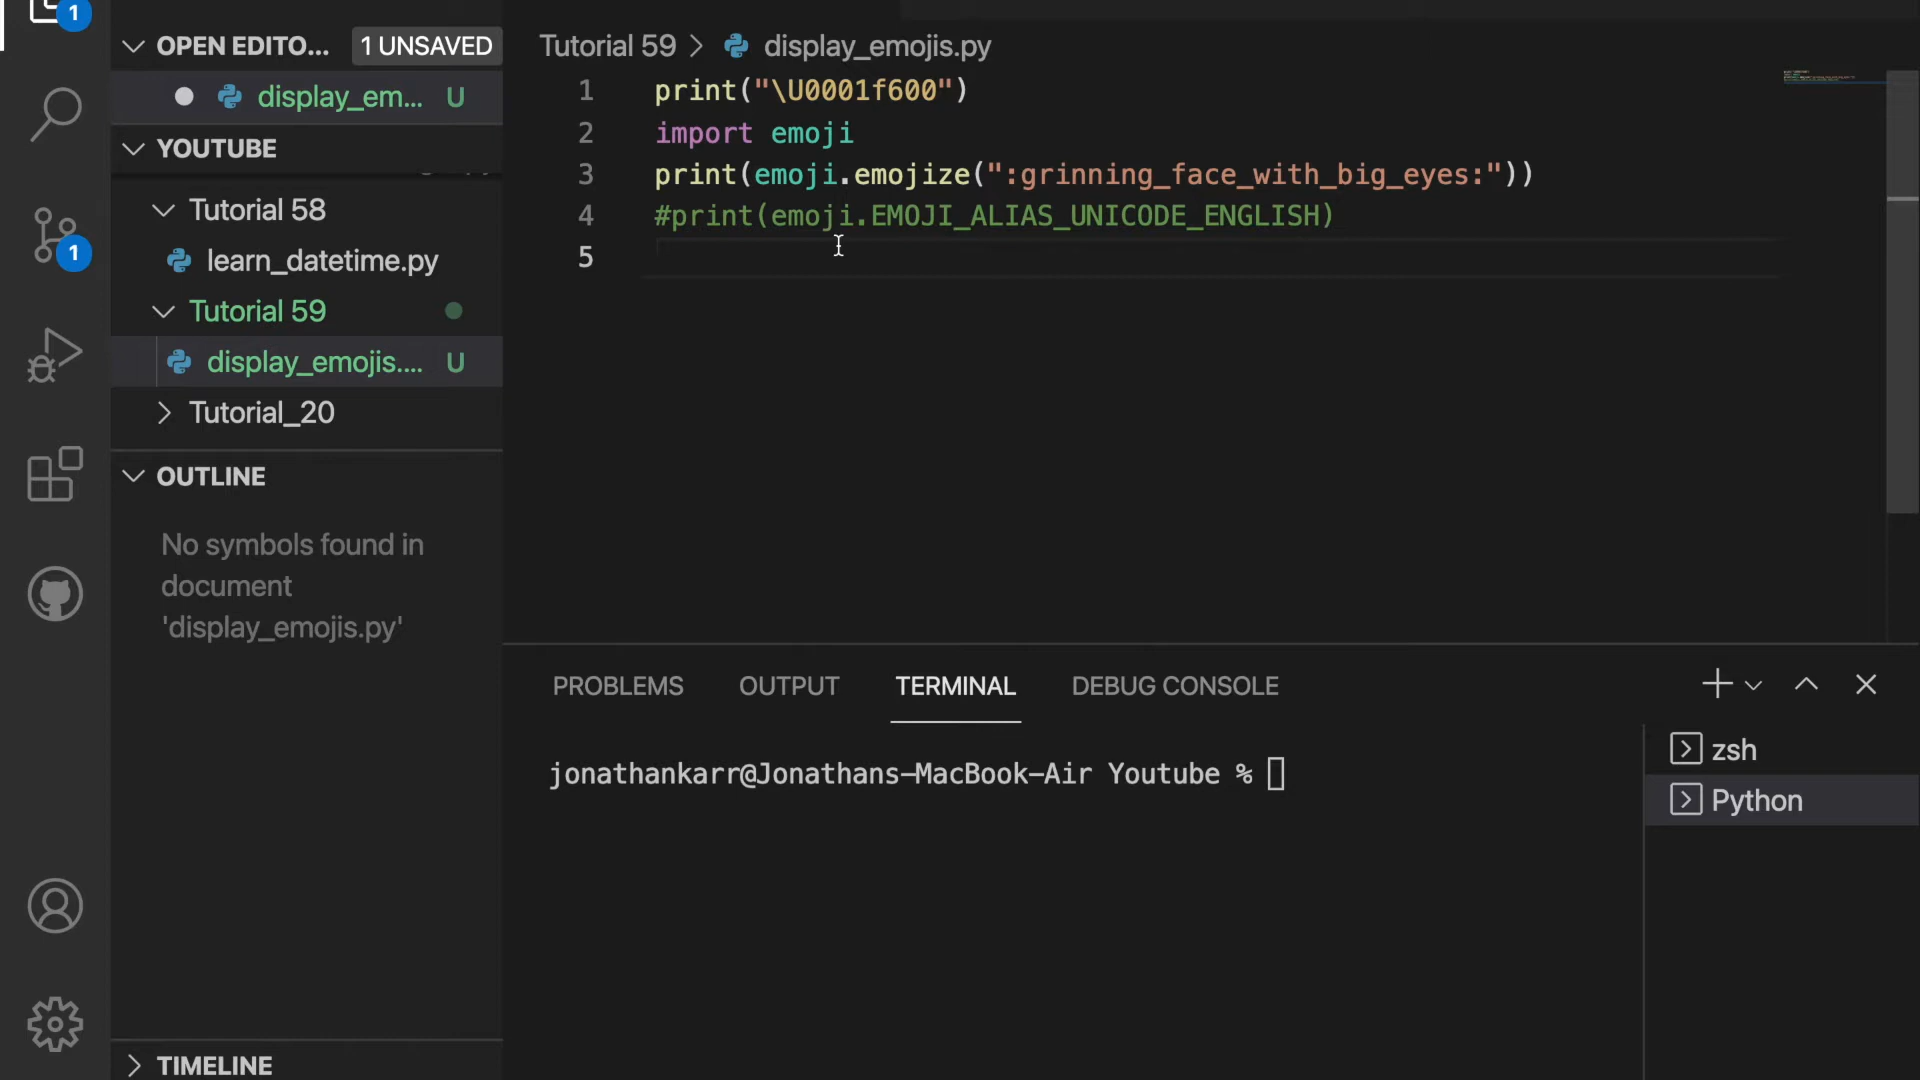 1
OPEN EDITO... 1 UNSAVED
display_em... U
YOUTUBE
Tutorial 58
learn_datetime.py
1
Tutorial 59
display_emojis.... U
Tutorial_20
OUTLINE
No symbols found in
document
'display_emojis.py'
TIMELINE
Tutorial 59 > display_emojis.py
1 print("\U0001f600")
2 import emoji
3 print(emoji.emojize(":grinning_face_with_big_eyes:"))
4 #print(emoji.EMOJI_ALIAS_UNICODE_ENGLISH)
5
PROBLEMS OUTPUT TERMINAL DEBUG CONSOLE
jonathankarr@Jonathans-MacBook-Air Youtube %
zsh
Python